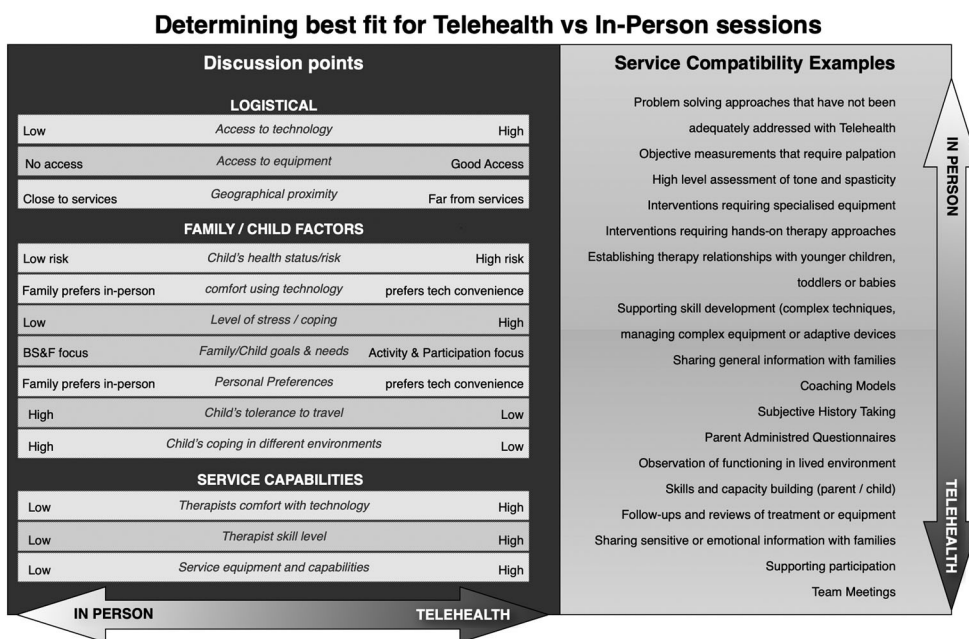 Determining best fit for Telehealth vs In-Person sessions
Discussion points
LOGISTICAL
Low Access to technology High
No access Access to equipment Good Access
Close to services Geographical proximity Far from services
FAMILY / CHILD FACTORS
Low risk Child's health status/risk High risk
Family prefers in-person comfort using technology prefers tech convenience
Low Level of stress / coping High
BS&F focus Family/Child goals & needs Activity & Participation focus
Family prefers in-person Personal Preferences prefers tech convenience
High Child's tolerance to travel Low
High Child's coping in different environments Low
SERVICE CAPABILITIES
Low Therapists comfort with technology High
Low Therapist skill level High
Low Service equipment and capabilities High
IN PERSON TELEHEALTH
Service Compatibility Examples
Problem solving approaches that have not been
adequately addressed with Telehealth
Objective measurements that require palpation
High level assessment of tone and spasticity
Interventions requiring specialised equipment
Interventions requiring hands-on therapy approaches
Establishing therapy relationships with younger children,
toddlers or babies
Supporting skill development (complex techniques,
managing complex equipment or adaptive devices
Sharing general information with families
Coaching Models
Subjective History Taking
Parent Administred Questionnaires
Observation of functioning in lived environment
Skills and capacity building (parent / child)
Follow-ups and reviews of treatment or equipment
Sharing sensitive or emotional information with families
Supporting participation
Team Meetings
IN PERSON
TELEHEALTH